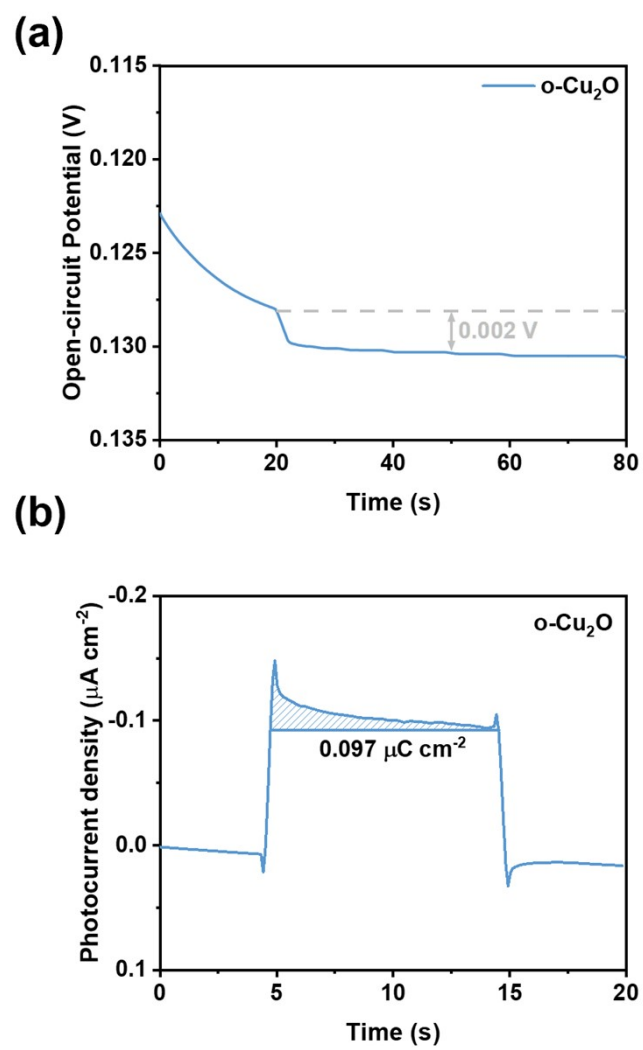 (a)
0.115
0.120
0.125
0.130
0.135
Open-circuit Potential (V)
o-Cu₂O
0.002 V
0 20 40 60 80
Time (s)
(b)
-0.2
-0.1
0.0
0.1
Photocurrent density (μA cm⁻²)
o-Cu₂O
0.097 μC cm⁻²
0 5 10 15 20
Time (s)